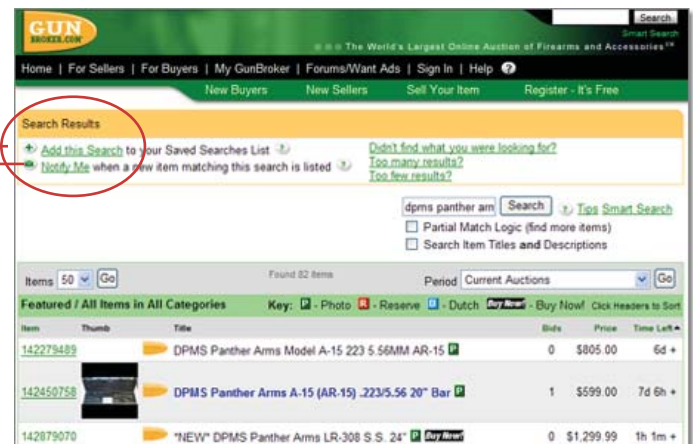 GUN
BROKER.COM
Search
Smart Search
The World's Largest Online Auction of Firearms and Accessories
Home | For Sellers | For Buyers | My GunBroker | Forums/Want Ads | Sign In | Help ?
New Buyers New Sellers Sell Your Item Register - It's Free
Search Results
Add this Search to your Saved Searches List
Notify Me when a new item matching this search is listed
Didn't find what you were looking for?
Too many results?
Too few results?
dpms panther arm Search Tips Smart Search
Partial Match Logic (find more items)
Search Item Titles and Descriptions
Items 50 Go Found 82 items Period Current Auctions Go
Featured / All Items in All Categories Key: P - Photo R - Reserve D - Dutch Buy Now! - Buy Now! Click Headers to Sort
Item Thumb Title Bids Price Time Left
142279489 DPMS Panther Arms Model A-15 223 5.56MM AR-15 P 0 $805.00 6d +
142450758 DPMS Panther Arms A-15 (AR-15) .223/5.56 20" Bar P 1 $599.00 7d 6h +
142879070 "NEW" DPMS Panther Arms LR-308 S.S. 24" P Buy Now! 0 $1,299.99 1h 1m +